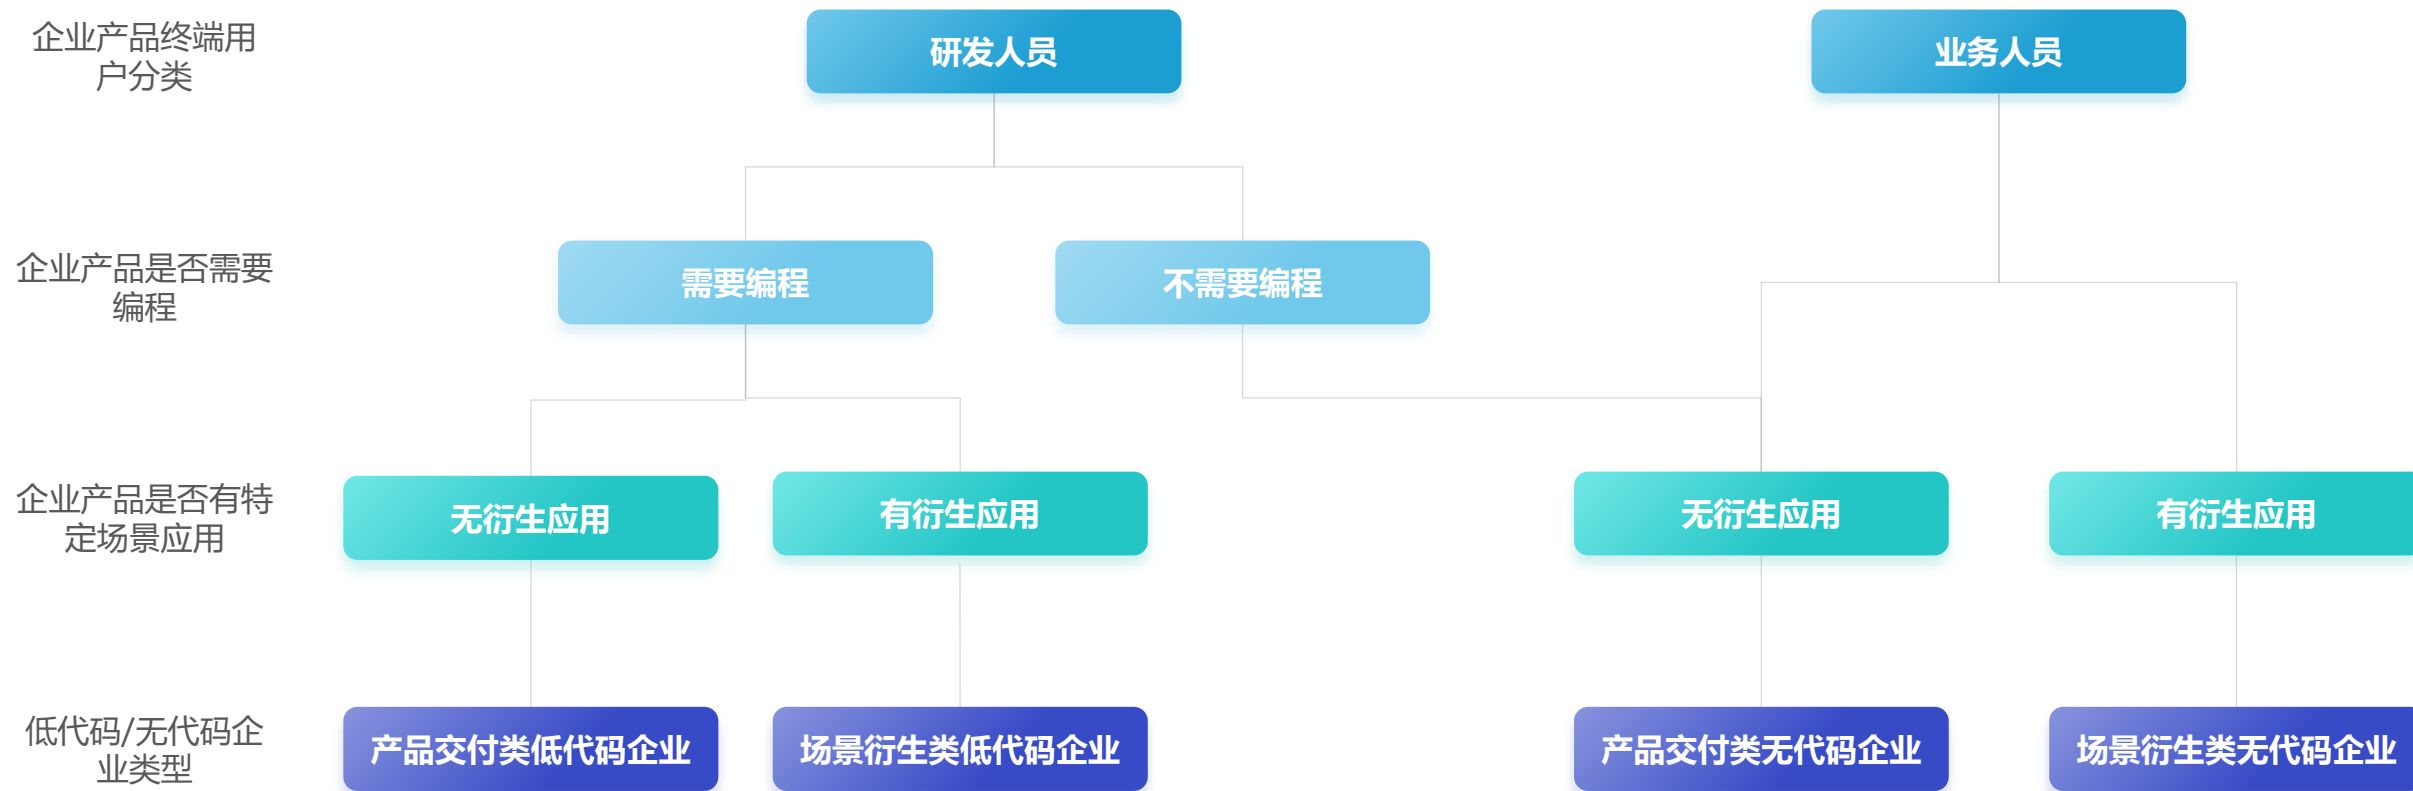 企业产品终端用
户分类
研发人员
业务人员
企业产品是否需要
编程
需要编程
不需要编程
企业产品是否有特
定场景应用
无衍生应用
有衍生应用
无衍生应用
有衍生应用
低代码/无代码企
业类型
产品交付类低代码企业
场景衍生类低代码企业
产品交付类无代码企业
场景衍生类无代码企业